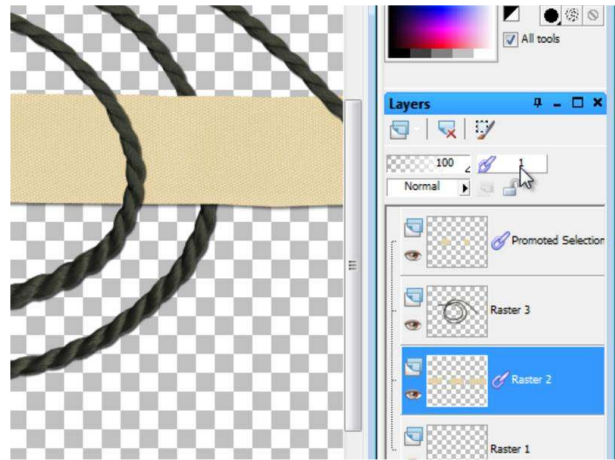 All tools
Layers
100
1
Normal
Promoted Selection
Raster 3
Raster 2
Raster 1